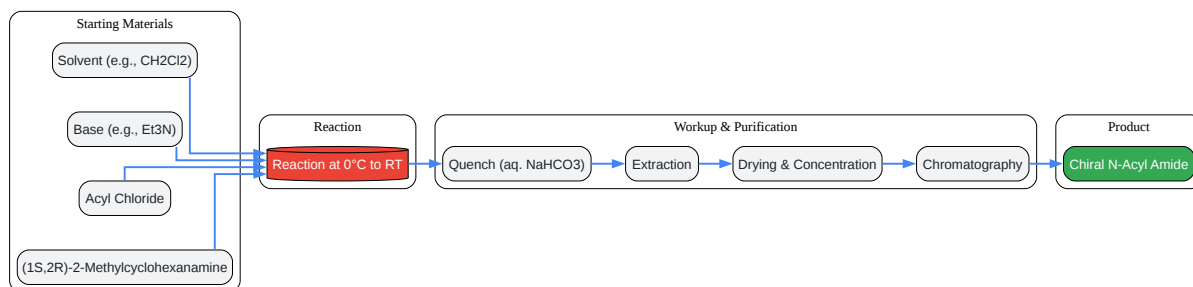 Starting Materials
Solvent (e.g., CH2Cl2)
Base (e.g., Et3N)
Acyl Chloride
(1S,2R)-2-Methylcyclohexanamine
Reaction
Reaction at 0°C to RT
Workup & Purification
Quench (aq. NaHCO3)
Extraction
Drying & Concentration
Chromatography
Product
Chiral N-Acyl Amide